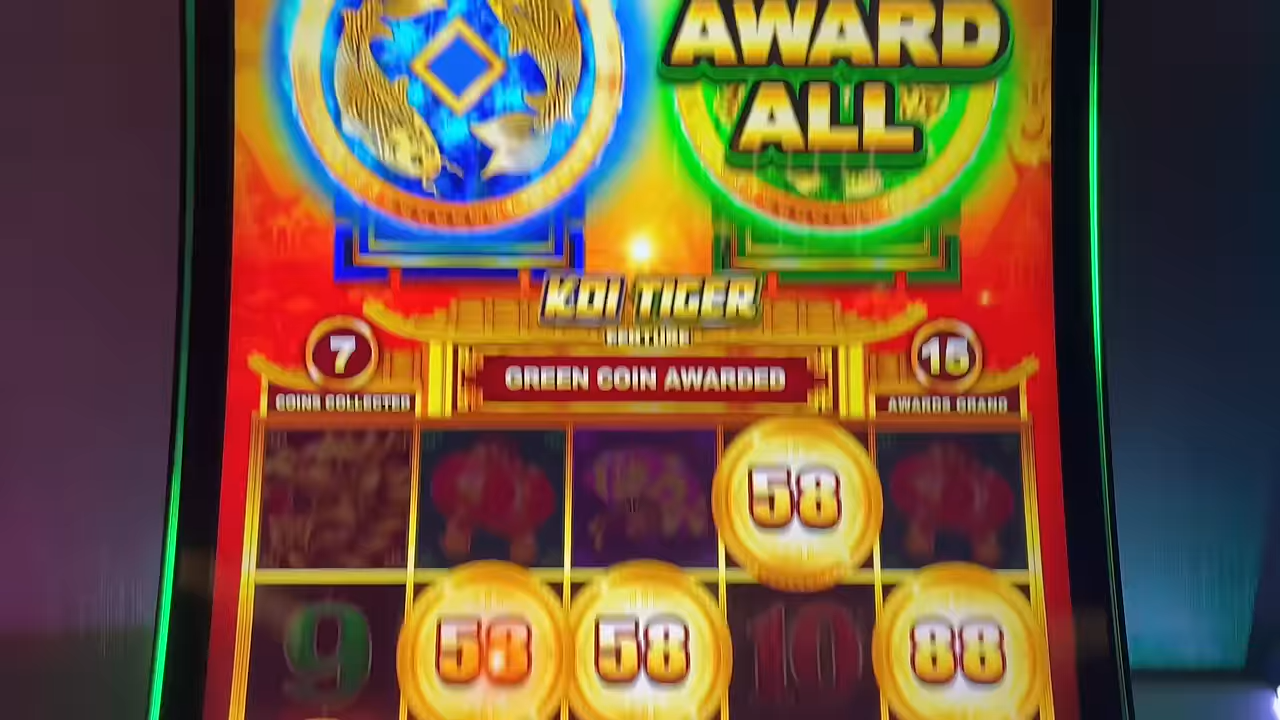 AWARD
ALL
KOI TIGER
7
15
GREEN COIN AWARDED
COINS COLLECTED
AWARDS GRAND
58
9
58
58
10
88